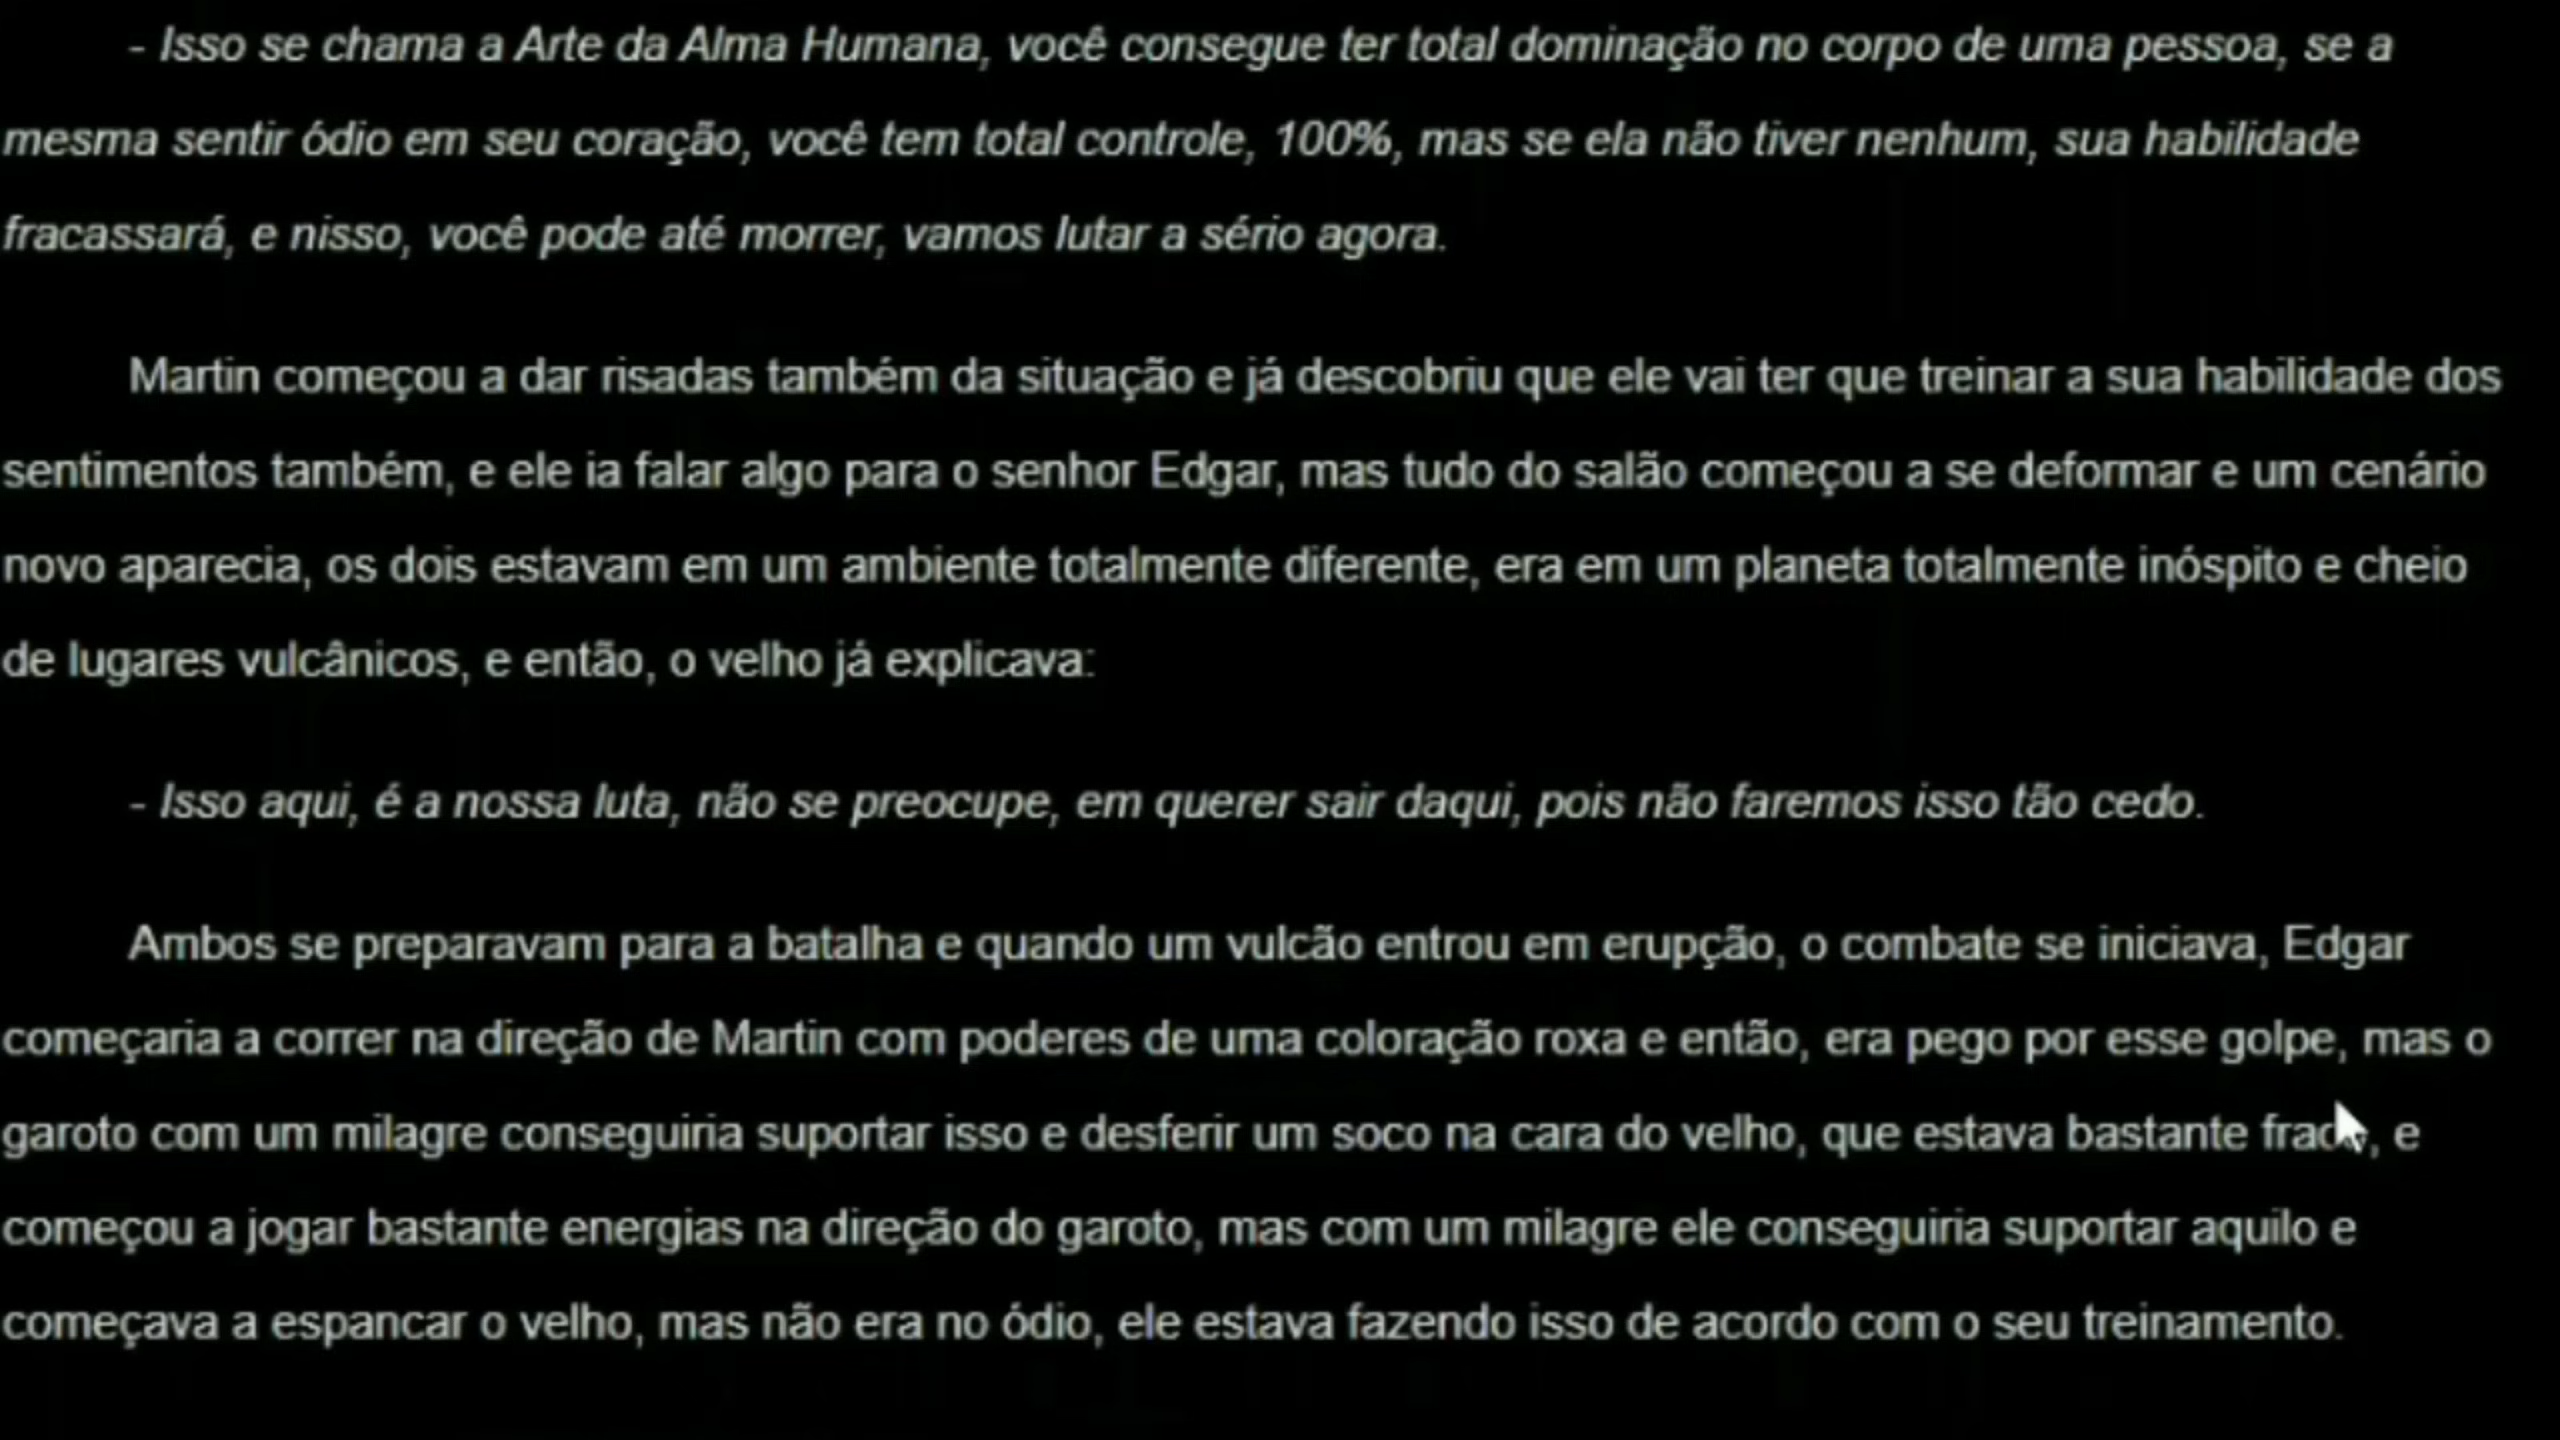 - Isso se chama a Arte da Alma Humana, você consegue ter total dominação no corpo de uma pessoa, se a
mesma sentir ódio em seu coração, você tem total controle, 100%, mas se ela não tiver nenhum, sua habilidade
fracassará, e nisso, você pode até morrer, vamos lutar a sério agora.
Martin começou a dar risadas também da situação e já descobriu que ele vai ter que treinar a sua habilidade dos
sentimentos também, e ele ia falar algo para o senhor Edgar, mas tudo do salão começou a se deformar e um cenário
novo aparecia, os dois estavam em um ambiente totalmente diferente, era em um planeta totalmente inóspito e cheio
de lugares vulcânicos, e então, o velho já explicava:
- Isso aqui, é a nossa luta, não se preocupe, em querer sair daqui, pois não faremos isso tão cedo.
Ambos se preparavam para a batalha e quando um vulcão entrou em erupção, o combate se iniciava, Edgar
começaria a correr na direção de Martin com poderes de uma coloração roxa e então, era pego por esse golpe, mas o
garoto com um milagre conseguiria suportar isso e desferir um soco na cara do velho, que estava bastante , e
começou a jogar bastante energias na direção do garoto, mas com um milagre ele conseguiria suportar aquilo e
começava a espancar o velho, mas não era no ódio, ele estava fazendo isso de acordo com o seu treinamento.